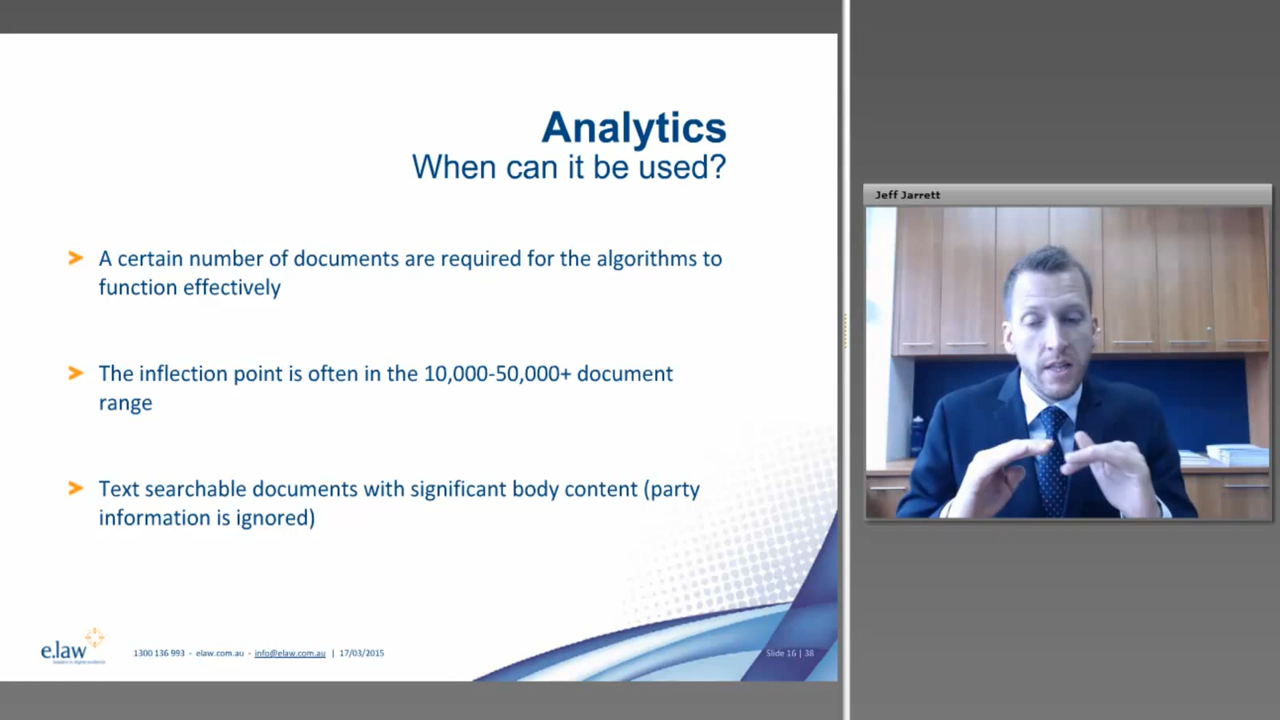 Analytics
When can it be used?
A certain number of documents are required for the algorithms to
function effectively
The inflection point is often in the 10,000-50,000+ document
range
Text searchable documents with significant body content (party
information is ignored)
e.law
1300 136 993 - elaw.com.au - info@elaw.com.au | 17/03/2015
Slide 16 | 38
Jeff Jarrett